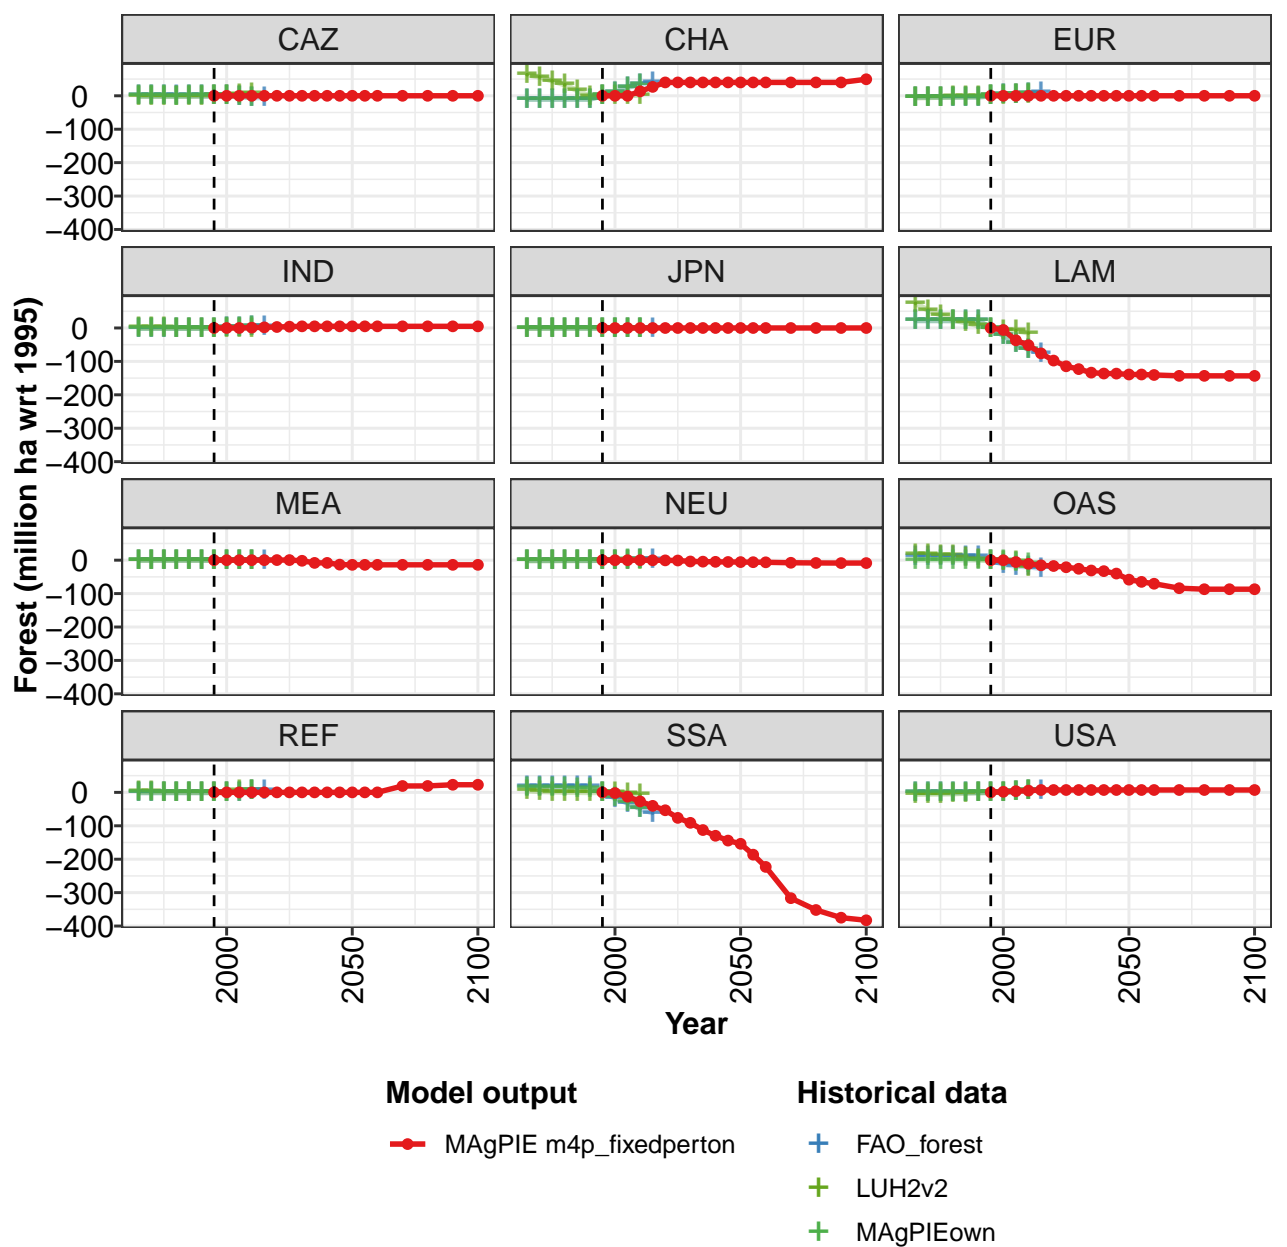 CAZ
CHA
EUR
0
−100
−200
−300
−400
IND
JPN
LAM
0
−100
−200
−300
−400
MEA
NEU
OAS
0
−100
−200
−300
−400
REF
SSA
USA
0
−100
−200
−300
−400
Forest (million ha wrt 1995)
2000
2050
2100
2000
2050
2100
2000
2050
2100
Year
Model output
MAgPIE m4p_fixedperton
Historical data
FAO_forest
LUH2v2
MAgPIEown